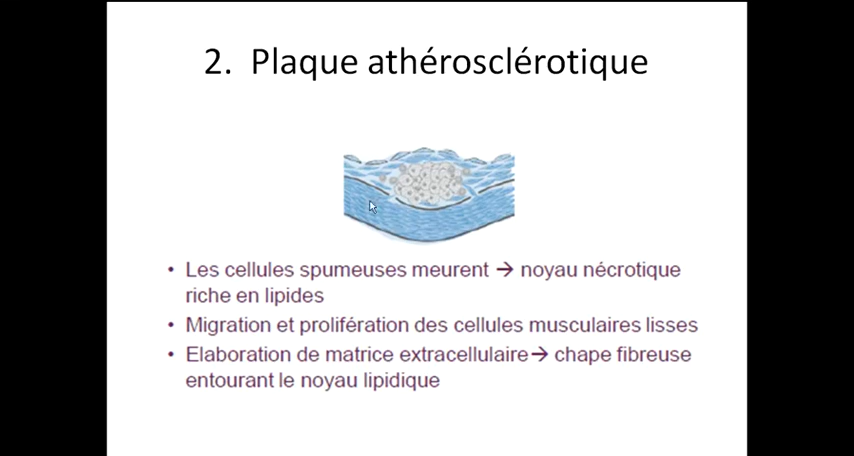 2. Plaque athérosclérotique
• Les cellules spumeuses meurent → noyau nécrotique
riche en lipides
• Migration et prolifération des cellules musculaires lisses
• Elaboration de matrice extracellulaire→ chape fibreuse
entourant le noyau lipidique